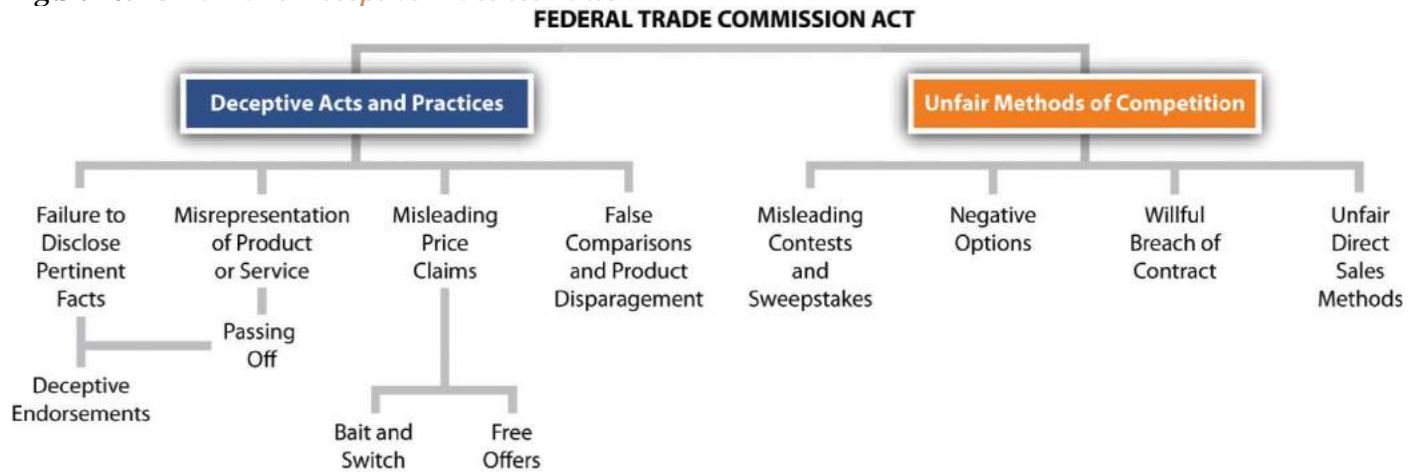 FEDERAL TRADE COMMISSION ACT
Deceptive Acts and Practices
Unfair Methods of Competition
Failure to
Disclose
Pertinent
Facts
Misrepresentation
of Product
or Service
Misleading
Price
Claims
False
Comparisons
and Product
Disparagement
Misleading
Contests
and
Sweepstakes
Negative
Options
Willful
Breach of
Contract
Unfair
Direct
Sales
Methods
Passing
Off
Deceptive
Endorsements
Bait and
Switch
Free
Offers